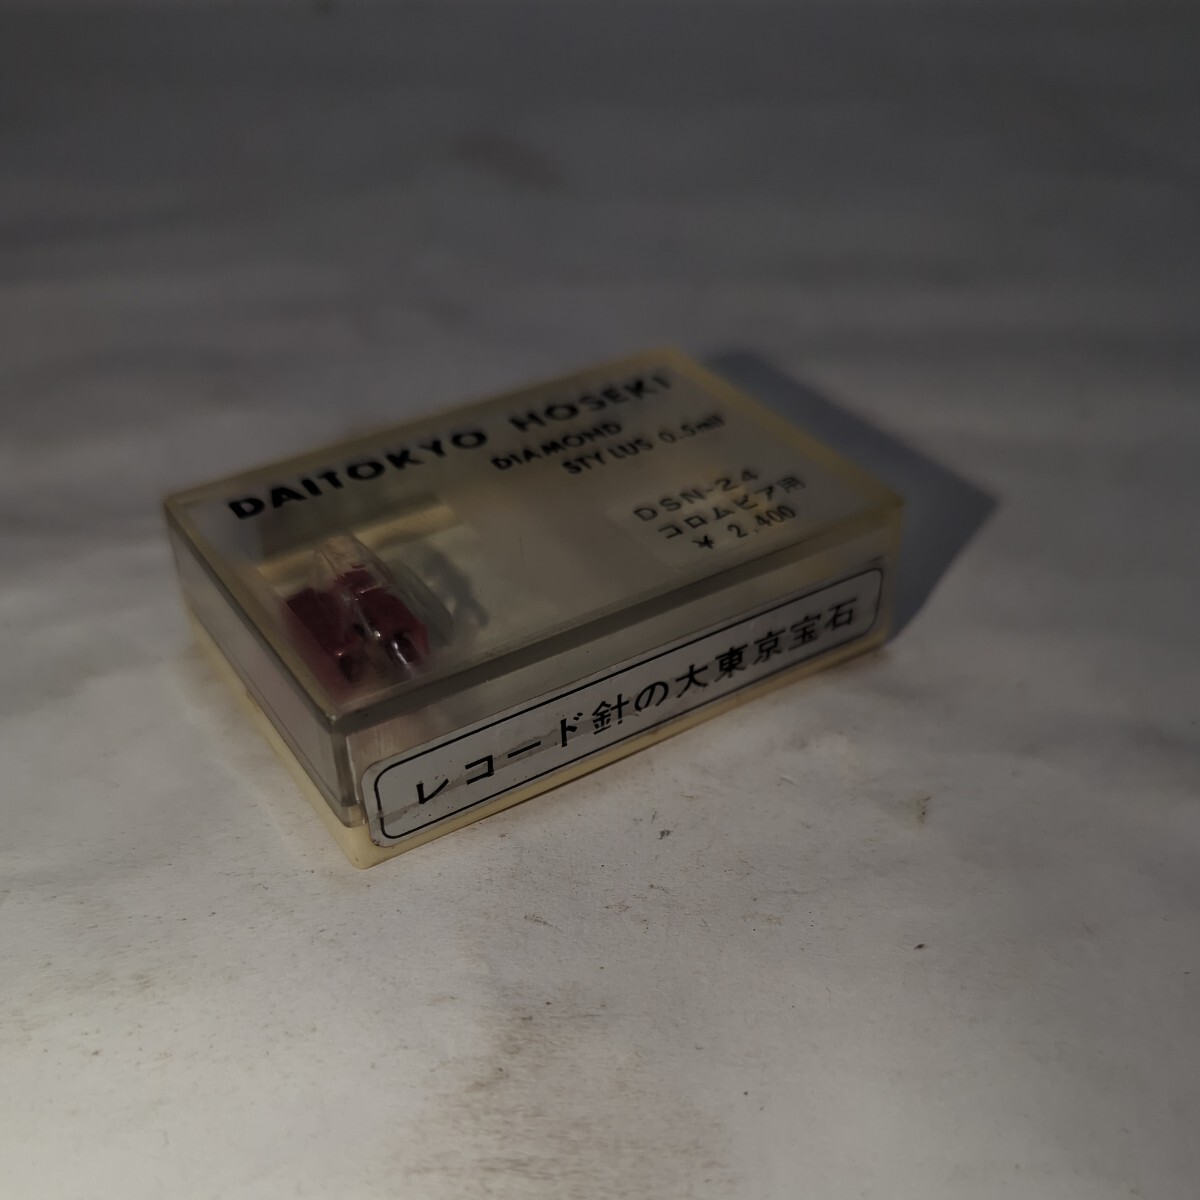 DAITOKYO HOSEKI
DIAMOND
STYLUS 0.5mil
DSN-24
コロムビア用
¥ 2.400
レコード針の大東京宝石